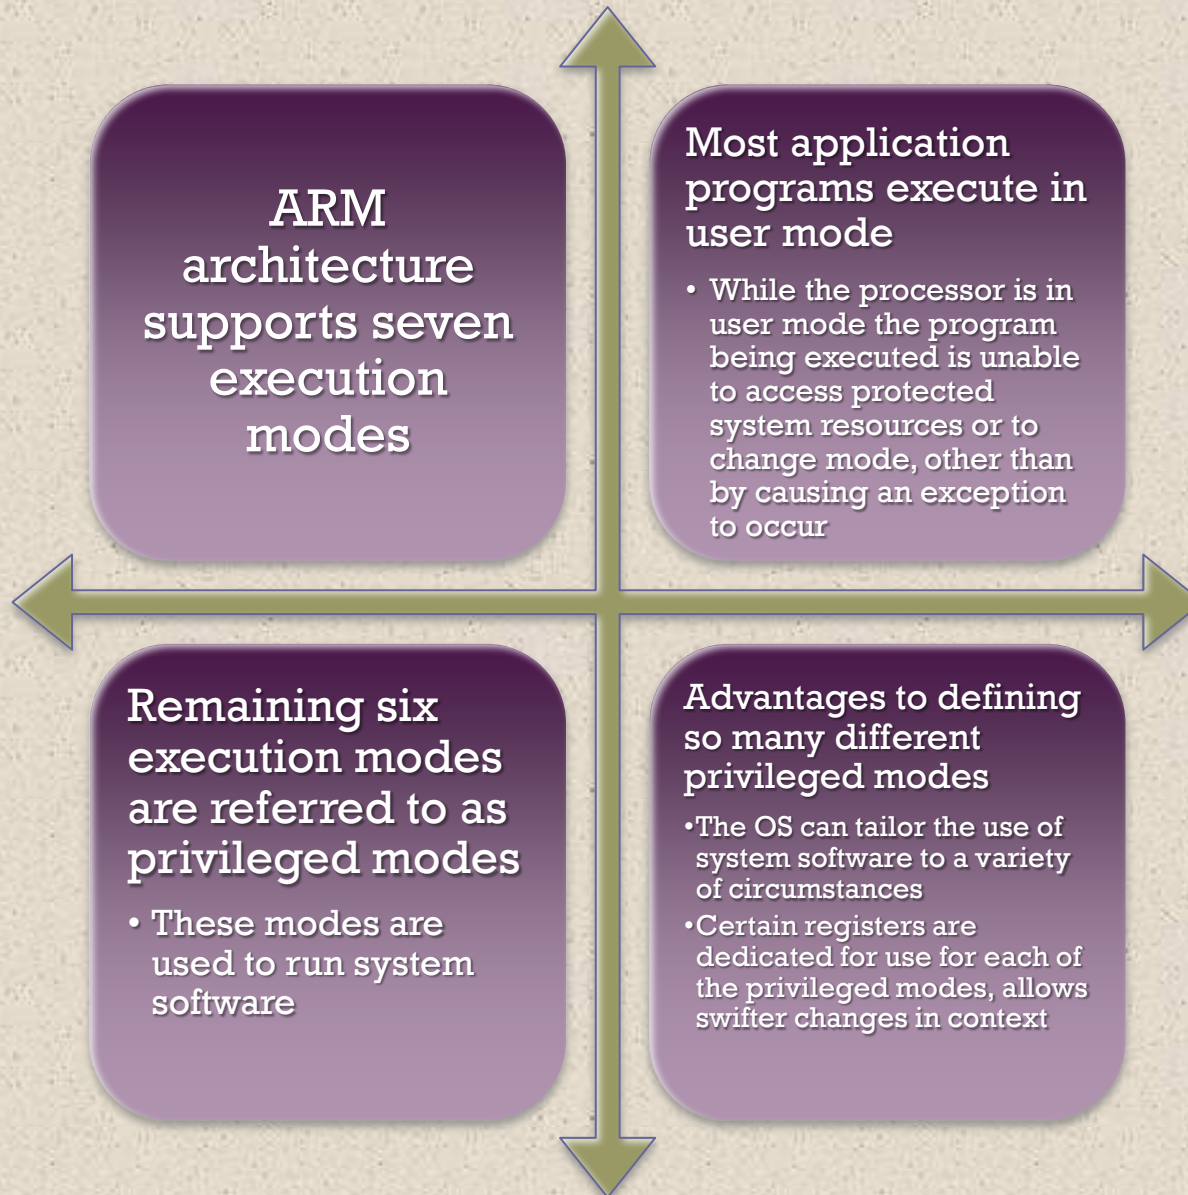 ARM
architecture
supports seven
execution
modes
Most application
programs execute in
user mode
• While the processor is in
user mode the program
being executed is unable
to access protected
system resources or to
change mode, other than
by causing an exception
to occur
Remaining six
execution modes
are referred to as
privileged modes
• These modes are
used to run system
software
Advantages to defining
so many different
privileged modes
•The OS can tailor the use of
system software to a variety
of circumstances
•Certain registers are
dedicated for use for each of
the privileged modes, allows
swifter changes in context